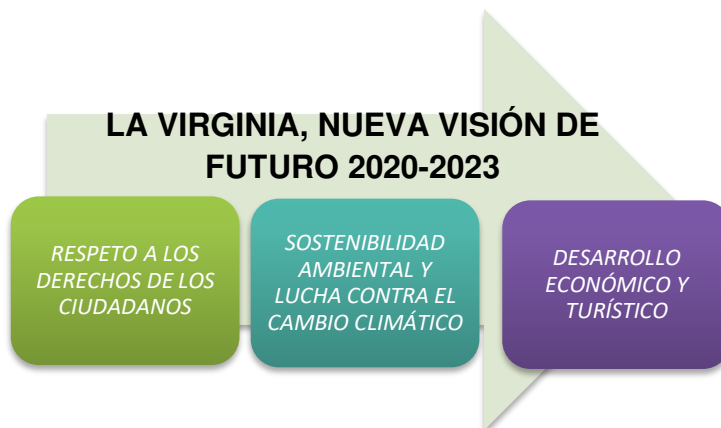 LA VIRGINIA, NUEVA VISIÓN DE
FUTURO 2020-2023
RESPETO A LOS
DERECHOS DE LOS
CIUDADANOS
SOSTENIBILIDAD
AMBIENTAL Y
LUCHA CONTRA EL
CAMBIO CLIMÁTICO
DESARROLLO
ECONÓMICO Y
TURÍSTICO